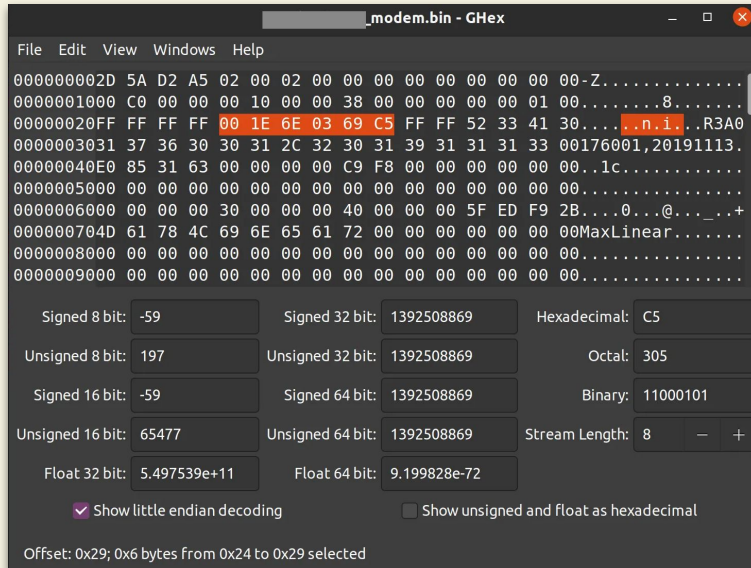 _modem.bin - GHex
File Edit View Windows Help
000000002D 5A D2 A5 02 00 02 00 00 00 00 00 00 00 00 00-Z..............
0000001000 C0 00 00 00 10 00 00 38 00 00 00 00 00 01 00........8.......
00000020FF FF FF FF 00 1E 6E 03 69 C5 FF FF 52 33 41 30......n.i...R3A0
0000003031 37 36 30 30 31 2C 32 30 31 39 31 31 31 33 00176001,20191113.
00000040E0 85 31 63 00 00 00 00 C9 F8 00 00 00 00 00 00..1c............
0000005000 00 00 00 00 00 00 00 00 00 00 00 00 00 00 00................
0000006000 00 00 00 30 00 00 00 40 00 00 00 5F ED F9 2B....0...@..._..+
000000704D 61 78 4C 69 6E 65 61 72 00 00 00 00 00 00 00MaxLinear.......
0000008000 00 00 00 00 00 00 00 00 00 00 00 00 00 00 00................
0000009000 00 00 00 00 00 00 00 00 00 00 00 00 00 00 00................
Signed 8 bit: -59 Signed 32 bit: 1392508869 Hexadecimal: C5
Unsigned 8 bit: 197 Unsigned 32 bit: 1392508869 Octal: 305
Signed 16 bit: -59 Signed 64 bit: 1392508869 Binary: 11000101
Unsigned 16 bit: 65477 Unsigned 64 bit: 1392508869 Stream Length: 8 − +
Float 32 bit: 5.497539e+11 Float 64 bit: 9.199828e-72
Show little endian decoding Show unsigned and float as hexadecimal
Offset: 0x29; 0x6 bytes from 0x24 to 0x29 selected